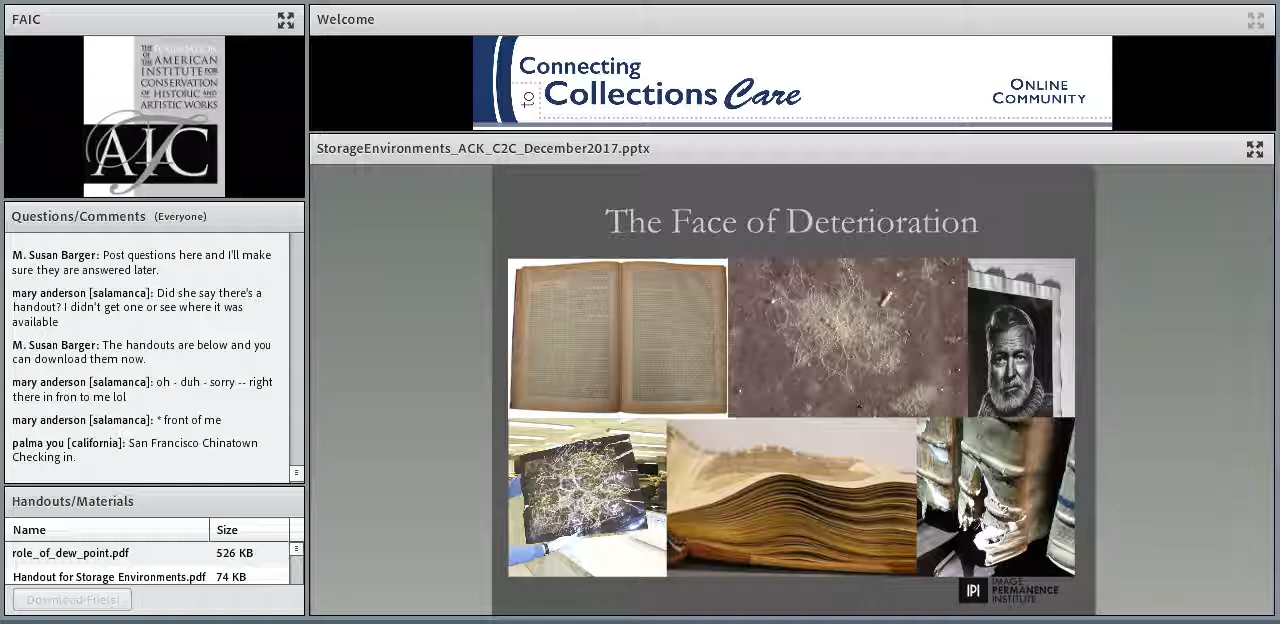 FAIC
THE FOUNDATION
OF THE AMERICAN
INSTITUTE FOR
CONSERVATION
OF HISTORIC AND
ARTISTIC WORKS
AIC
Questions/Comments (Everyone)
M. Susan Barger: Post questions here and I'll make
sure they are answered later.
mary anderson [salamanca]: Did she say there's a
handout? I didn't get one or see where it was
available
M. Susan Barger: The handouts are below and you
can download them now.
mary anderson [salamanca]: oh - duh - sorry -- right
there in fron to me lol
mary anderson [salamanca]: * front of me
palma you [california]: San Francisco Chinatown
Checking in.
Handouts/Materials
Name Size
role_of_dew_point.pdf 526 KB
Handout for Storage Environments.pdf 74 KB
Download File(s)
Welcome
Connecting
to Collections Care
ONLINE
COMMUNITY
StorageEnvironments_ACK_C2C_December2017.pptx
The Face of Deterioration
IPI
IMAGE
PERMANENCE
INSTITUTE